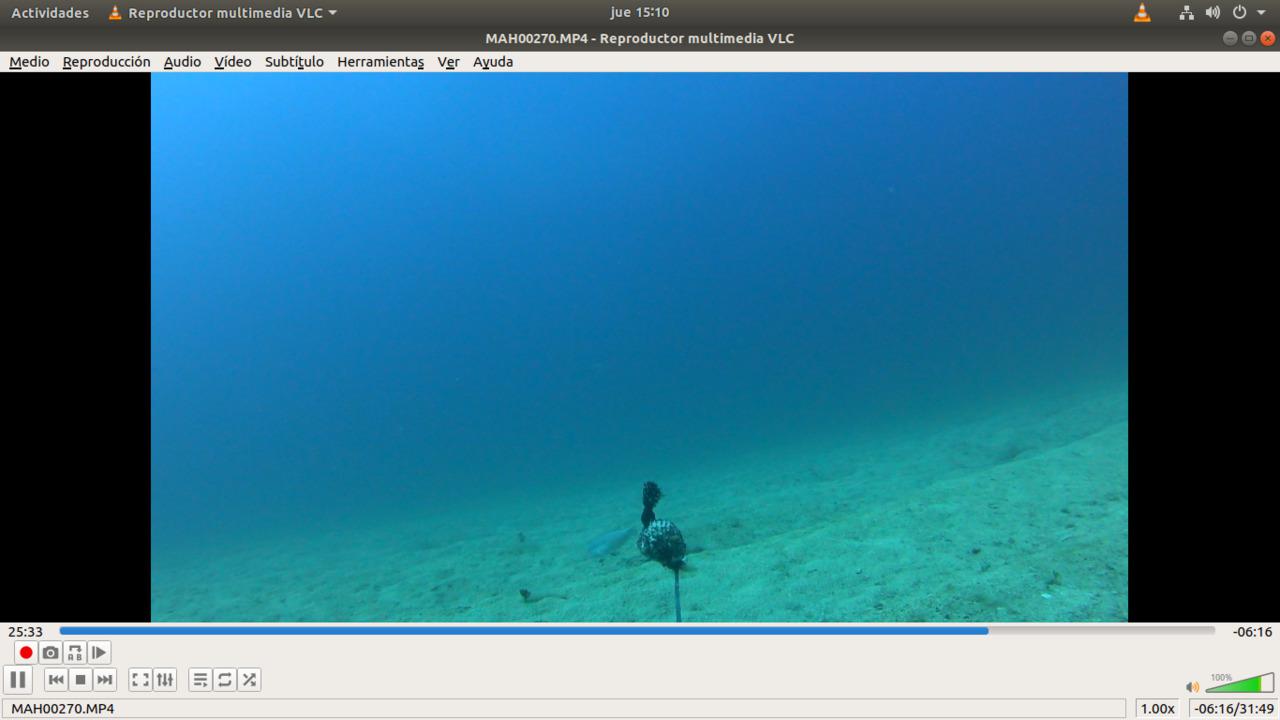 Actividades Reproductor multimedia VLC jue 15:10
MAH00270.MP4 - Reproductor multimedia VLC
Medio Reproducción Audio Vídeo Subtítulo Herramientas Ver Ayuda
25:33 -06:16
A B
100%
MAH00270.MP4 1.00x -06:16/31:49